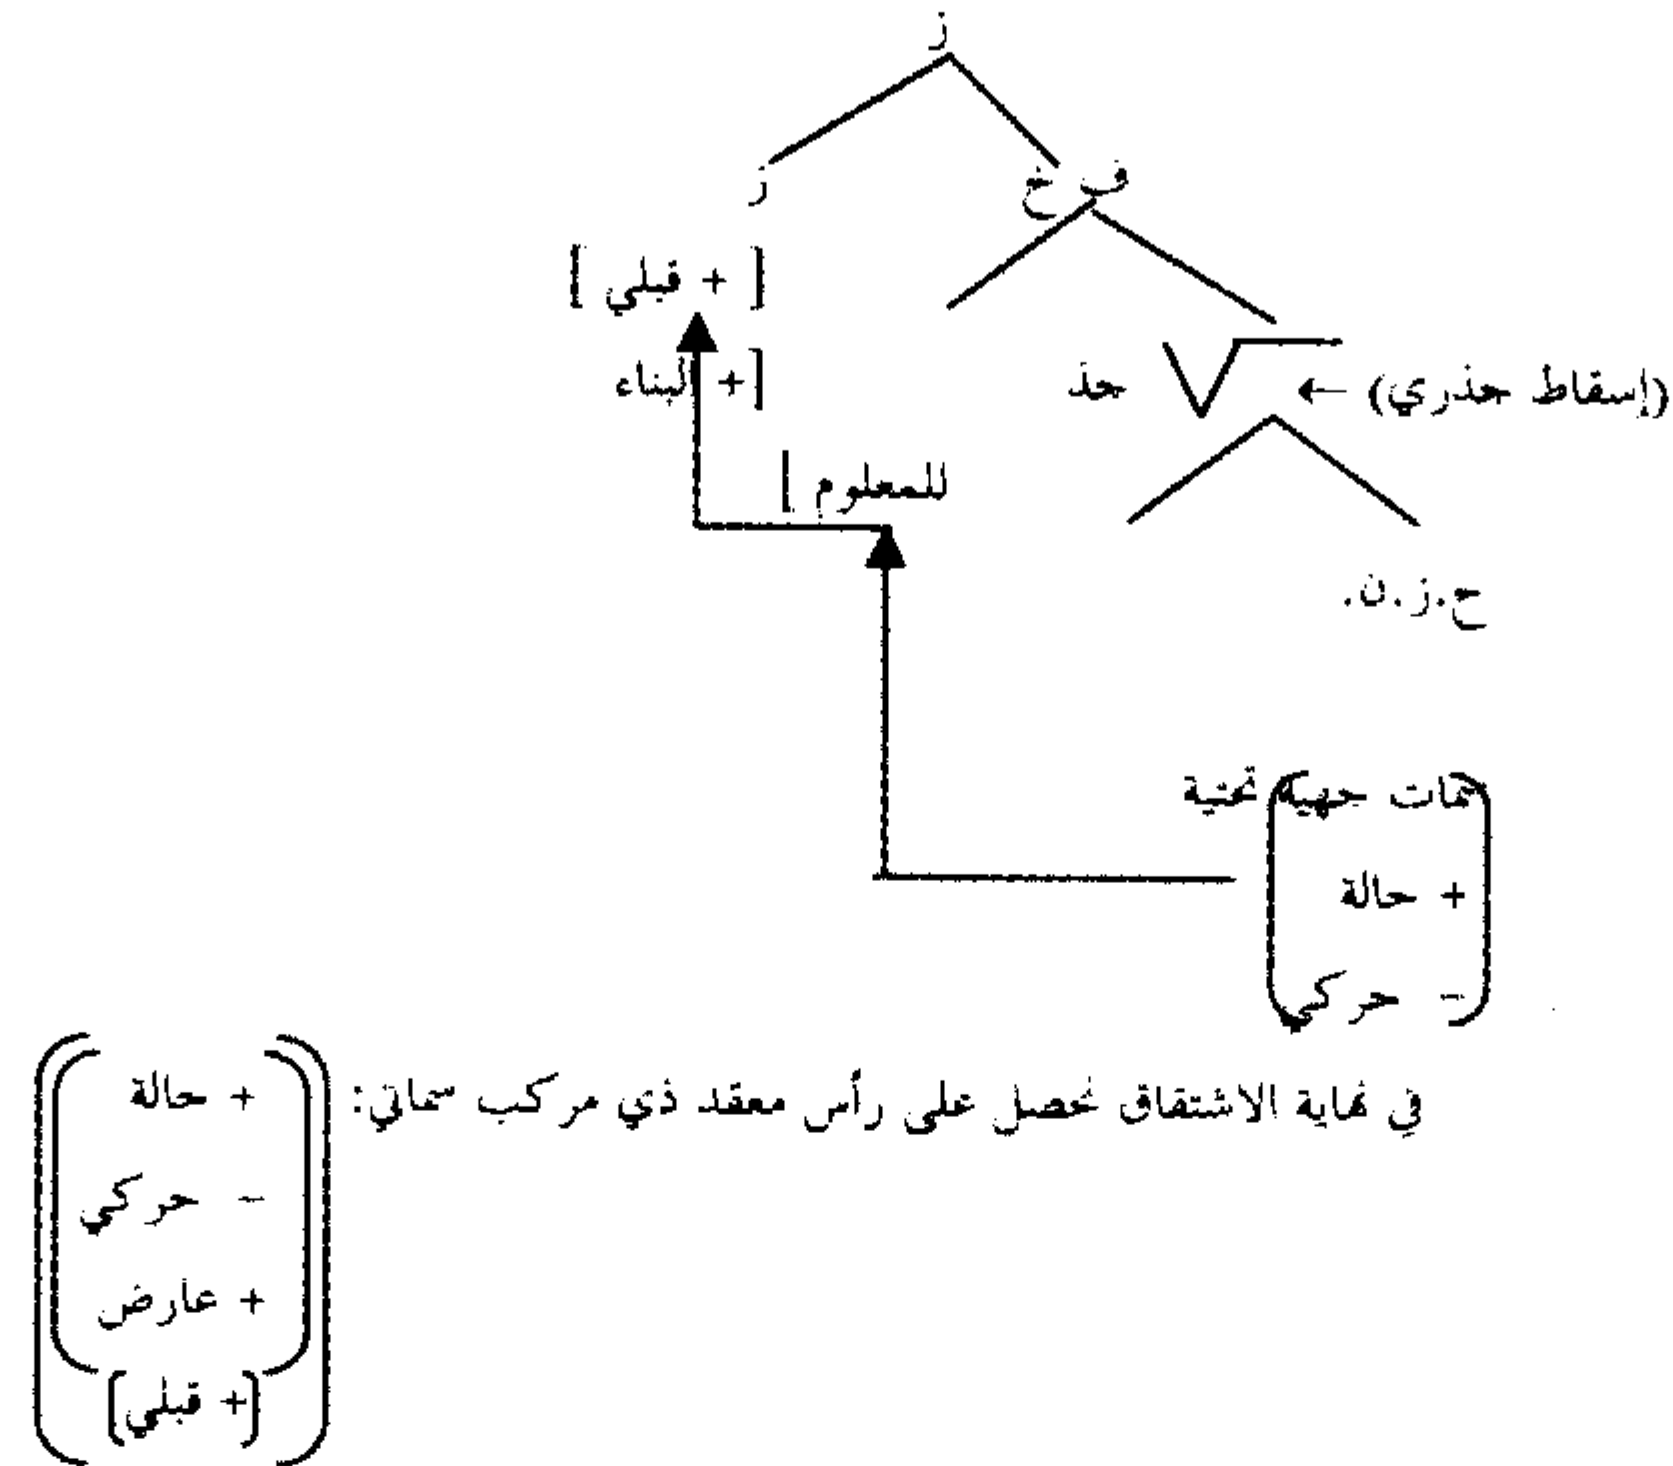 ز
ف خ
ز
[ + قبلي ]
[+ البناء
للمعلوم ]
(إسقاط جذري) ← √ جذ
ح.ز.ن.
سمات جهية تحتية
+ حالة
- حركي
في نهاية الاشتقاق نحصل على رأس معقد ذي مركب سماتي:
+ حالة
- حركي
+ عارض
[+ قبلي]